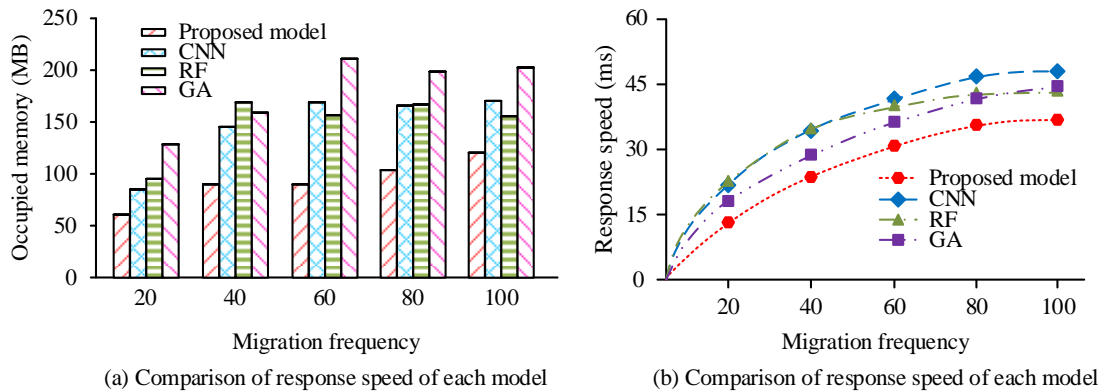 250
200
150
100
50
0
Occupied memory (MB)
Proposed model
CNN
RF
GA
20 40 60 80 100
Migration frequency
(a) Comparison of response speed of each model
60
45
30
15
0
Response speed (ms)
Proposed model
CNN
RF
GA
20 40 60 80 100
Migration frequency
(b) Comparison of response speed of each model